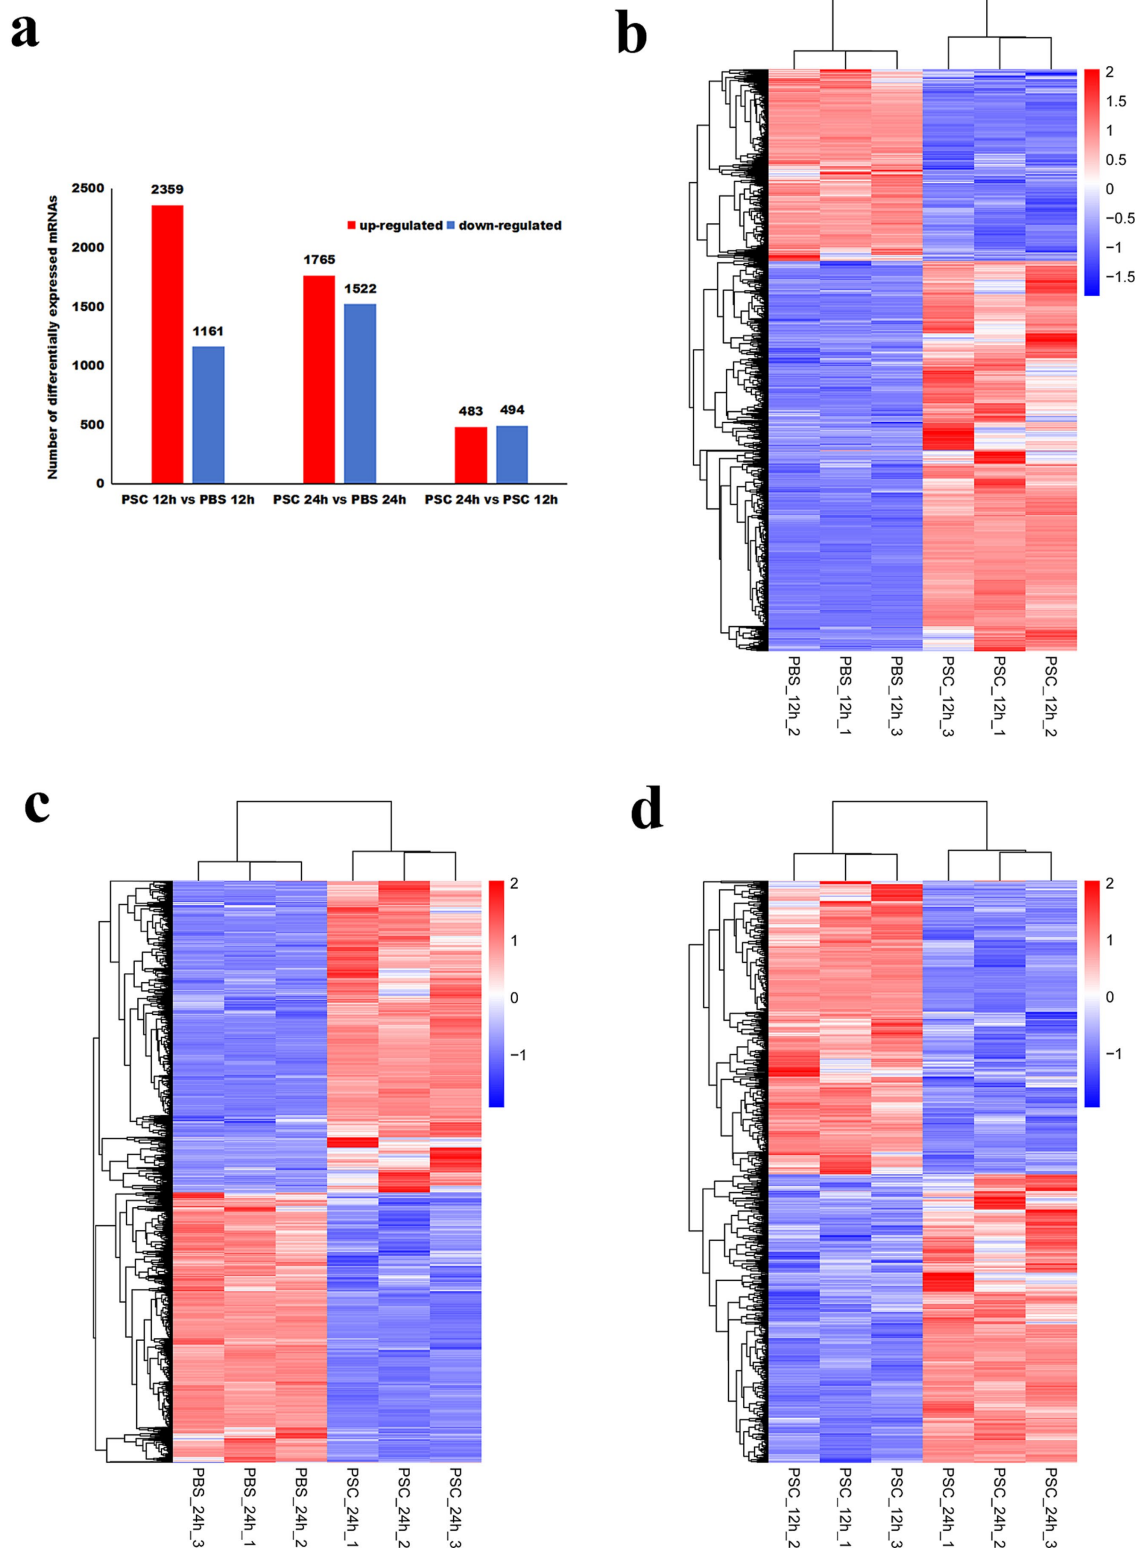 a
Number of differentially expressed mRNAs
2500
2000
1500
1000
500
0
2359
1161
1765
1522
483
494
up-regulated
down-regulated
PSC 12h vs PBS 12h
PSC 24h vs PBS 24h
PSC 24h vs PSC 12h
b
2
1.5
1
0.5
0
−0.5
−1
−1.5
PBS_12h_2
PBS_12h_1
PBS_12h_3
PSC_12h_3
PSC_12h_1
PSC_12h_2
c
2
1
0
−1
PBS_24h_3
PBS_24h_1
PBS_24h_2
PSC_24h_1
PSC_24h_2
PSC_24h_3
d
2
1
0
−1
PSC_12h_2
PSC_12h_1
PSC_12h_3
PSC_24h_1
PSC_24h_2
PSC_24h_3